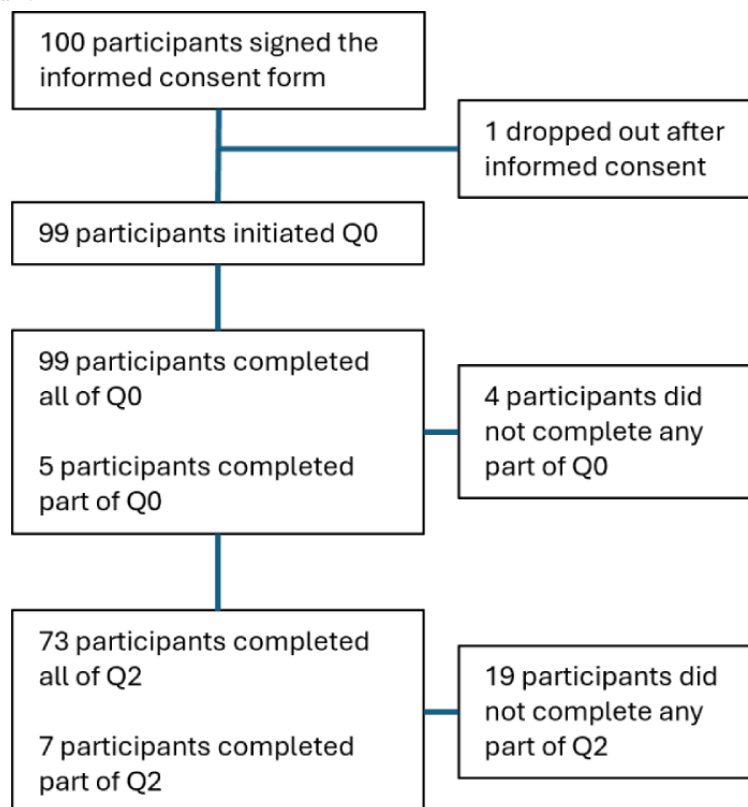 100 participants signed the
informed consent form
1 dropped out after
informed consent
99 participants initiated Q0
99 participants completed
all of Q0
5 participants completed
part of Q0
4 participants did
not complete any
part of Q0
73 participants completed
all of Q2
7 participants completed
part of Q2
19 participants did
not complete any
part of Q2